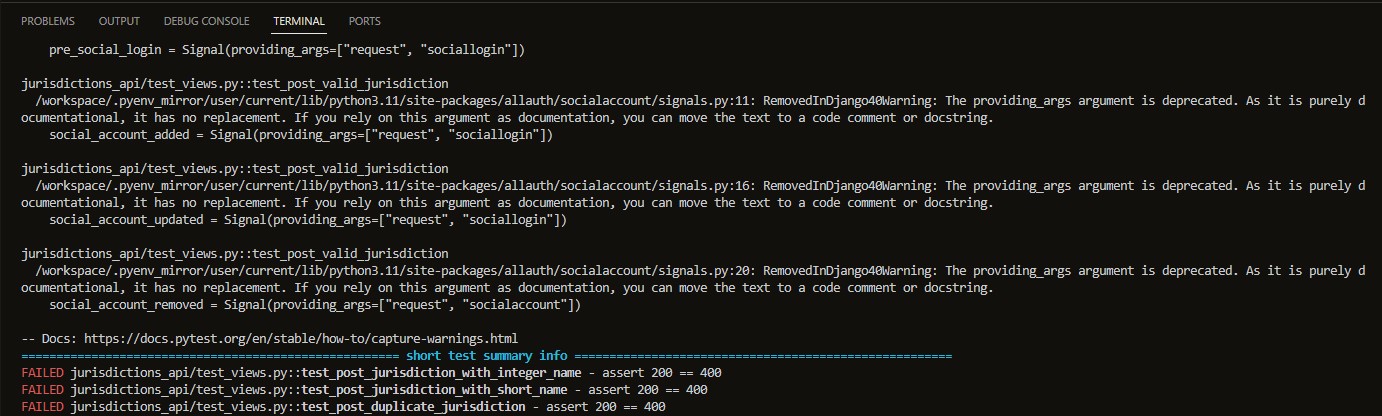 PROBLEMS OUTPUT DEBUG CONSOLE TERMINAL PORTS
pre_social_login = Signal(providing_args=["request", "sociallogin"])
jurisdictions_api/test_views.py::test_post_valid_jurisdiction
/workspace/.pyenv_mirror/user/current/lib/python3.11/site-packages/allauth/socialaccount/signals.py:11: RemovedInDjango40Warning: The providing_args argument is deprecated. As it is purely d
ocumentational, it has no replacement. If you rely on this argument as documentation, you can move the text to a code comment or docstring.
social_account_added = Signal(providing_args=["request", "sociallogin"])
jurisdictions_api/test_views.py::test_post_valid_jurisdiction
/workspace/.pyenv_mirror/user/current/lib/python3.11/site-packages/allauth/socialaccount/signals.py:16: RemovedInDjango40Warning: The providing_args argument is deprecated. As it is purely d
ocumentational, it has no replacement. If you rely on this argument as documentation, you can move the text to a code comment or docstring.
social_account_updated = Signal(providing_args=["request", "sociallogin"])
jurisdictions_api/test_views.py::test_post_valid_jurisdiction
/workspace/.pyenv_mirror/user/current/lib/python3.11/site-packages/allauth/socialaccount/signals.py:20: RemovedInDjango40Warning: The providing_args argument is deprecated. As it is purely d
ocumentational, it has no replacement. If you rely on this argument as documentation, you can move the text to a code comment or docstring.
social_account_removed = Signal(providing_args=["request", "socialaccount"])
-- Docs: https://docs.pytest.org/en/stable/how-to/capture-warnings.html
====================================================== short test summary info ======================================================
FAILED jurisdictions_api/test_views.py::test_post_jurisdiction_with_integer_name - assert 200 == 400
FAILED jurisdictions_api/test_views.py::test_post_jurisdiction_with_short_name - assert 200 == 400
FAILED jurisdictions_api/test_views.py::test_post_duplicate_jurisdiction - assert 200 == 400